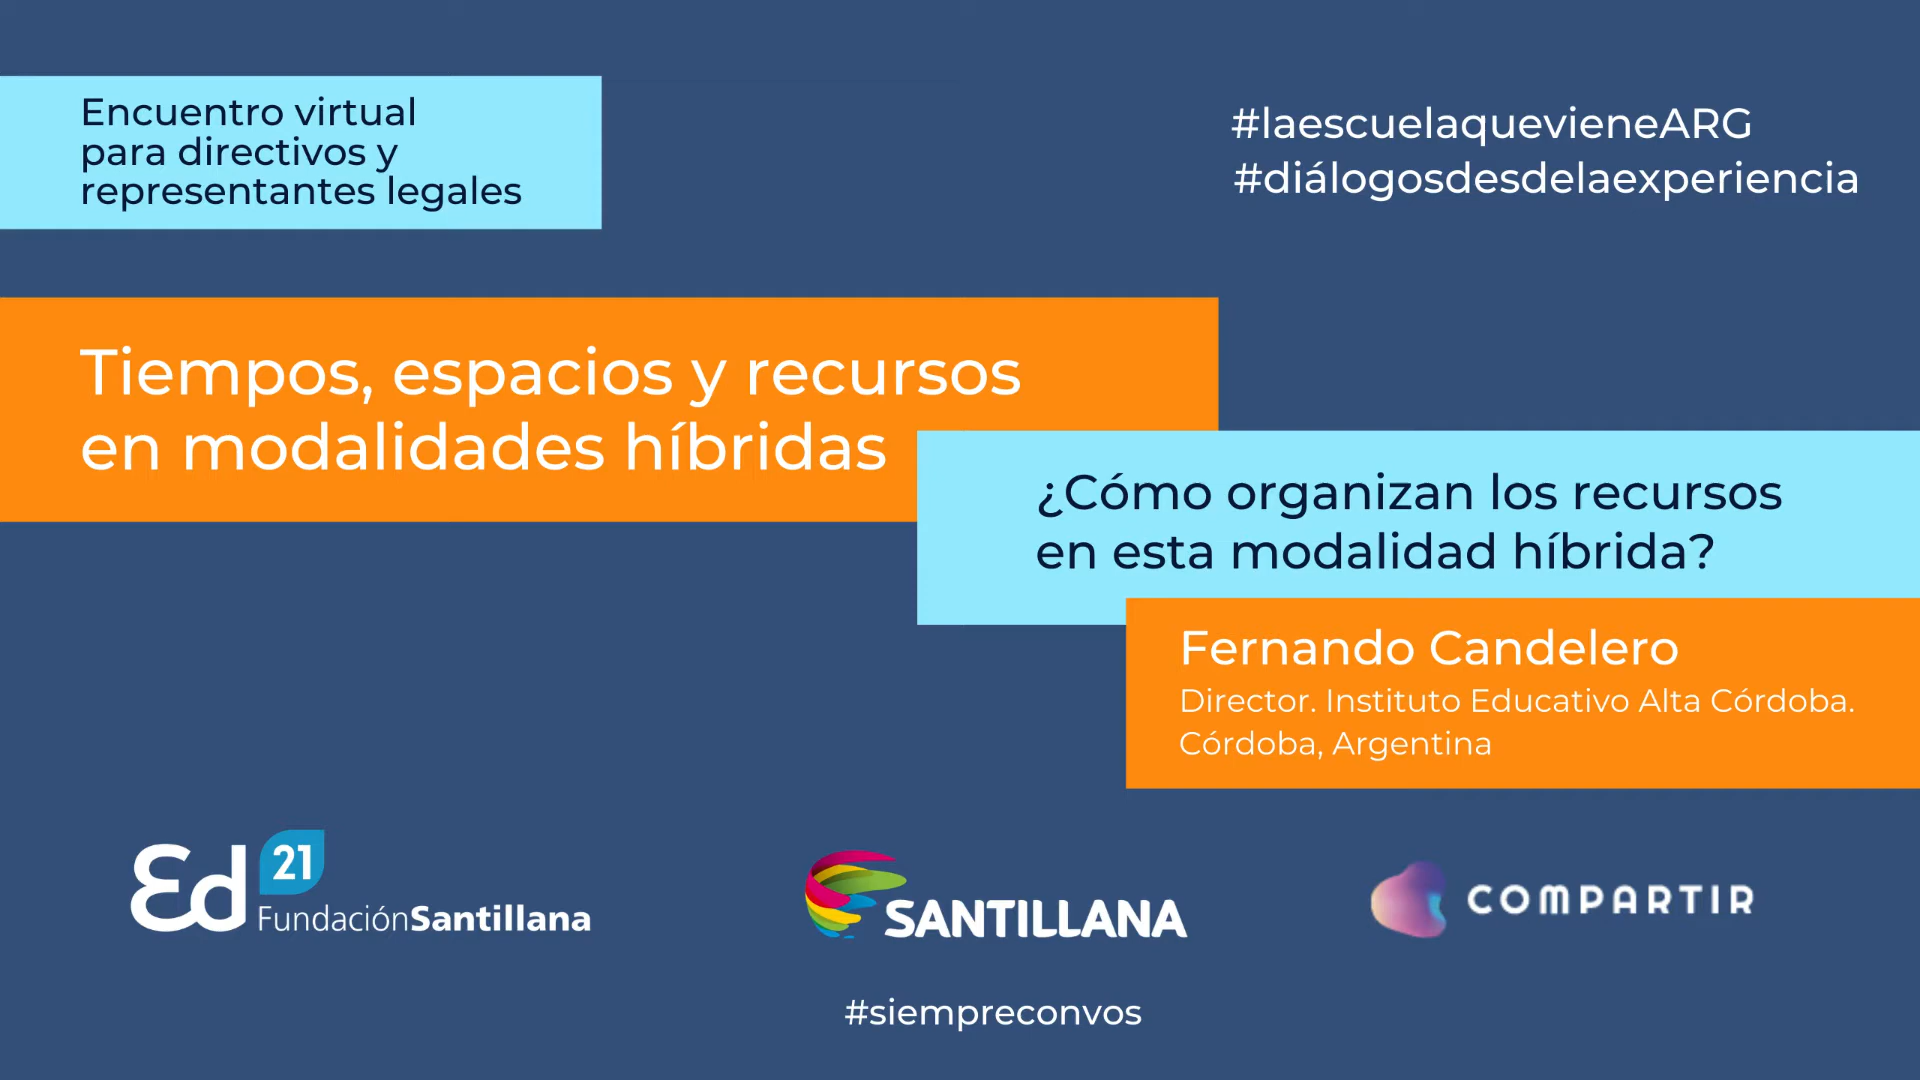 Encuentro virtual
para directivos y
representantes legales
#laescuelaquevieneARG
#diálogosdesdelaexperiencia
Tiempos, espacios y recursos
en modalidades híbridas
¿Cómo organizan los recursos
en esta modalidad híbrida?
Fernando Candelero
Director. Instituto Educativo Alta Córdoba.
Córdoba, Argentina
Ed 21
FundaciónSantillana
SANTILLANA
COMPARTIR
#siempreconvos